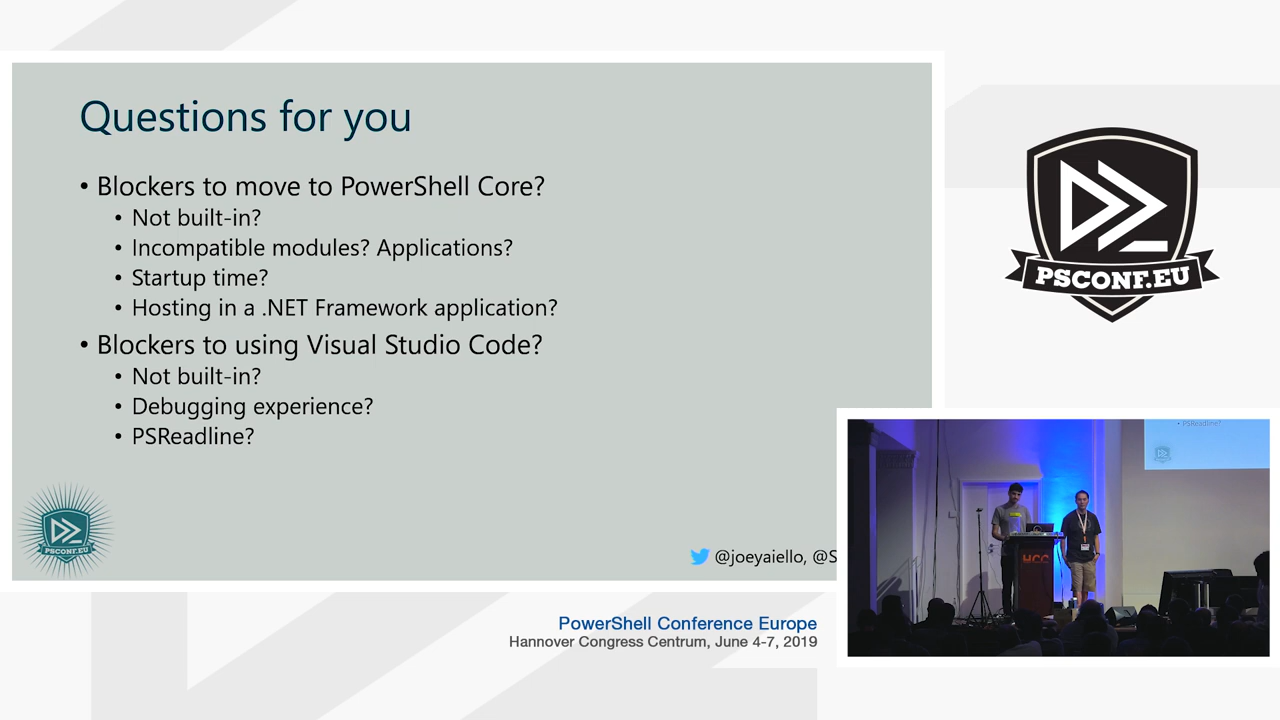 Questions for you
• Blockers to move to PowerShell Core?
• Not built-in?
• Incompatible modules? Applications?
• Startup time?
• Hosting in a .NET Framework application?
• Blockers to using Visual Studio Code?
• Not built-in?
• Debugging experience?
• PSReadline?
PSCONF.EU
@joeyaiello, @S
PSCONF.EU
• PSReadline?
HCC
PowerShell Conference Europe
Hannover Congress Centrum, June 4-7, 2019